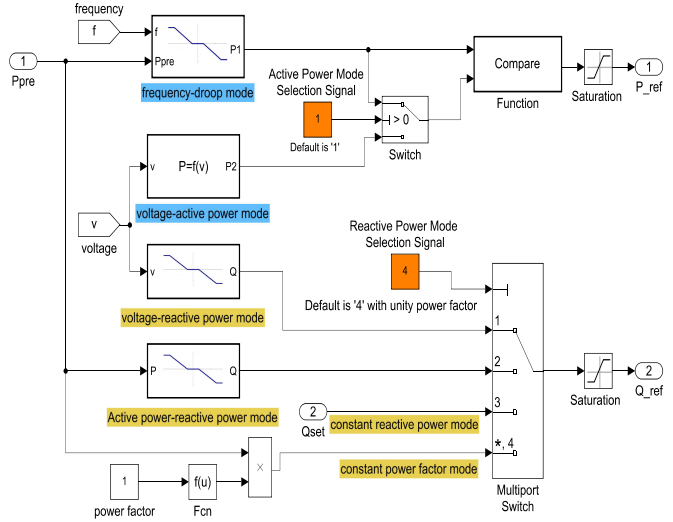 frequency
f
f
1
Ppre
Ppre
P1
frequency-droop mode
Active Power Mode
Selection Signal
1
Default is '1'
> 0
Switch
Compare
Function
Saturation
1
P_ref
v
P=f(v)
P2
voltage-active power mode
v
voltage
v
Q
voltage-reactive power mode
Reactive Power Mode
Selection Signal
4
Default is '4' with unity power factor
1
2
3
*, 4
Multiport
Switch
Saturation
2
Q_ref
P
Q
Active power-reactive power mode
2
Qset
constant reactive power mode
constant power factor mode
1
power factor
f(u)
Fcn
x